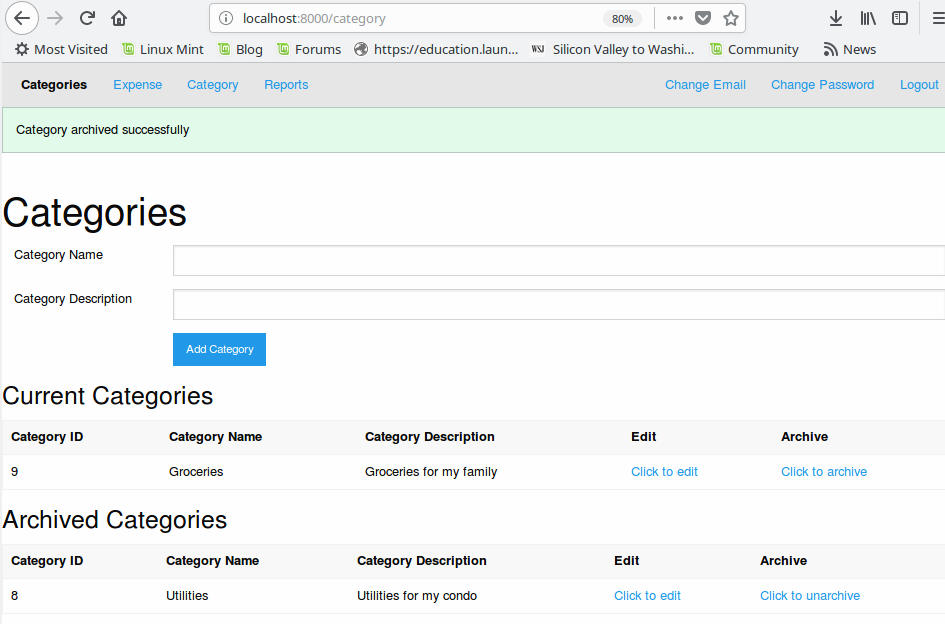 localhost:8000/category 80%
Most Visited Linux Mint Blog Forums https://education.laun... WSJ Silicon Valley to Washi... Community News
Categories Expense Category Reports Change Email Change Password Logout
Category archived successfully
Categories
Category Name
Category Description
Add Category
Current Categories
Category ID Category Name Category Description Edit Archive
9 Groceries Groceries for my family Click to edit Click to archive
Archived Categories
Category ID Category Name Category Description Edit Archive
8 Utilities Utilities for my condo Click to edit Click to unarchive